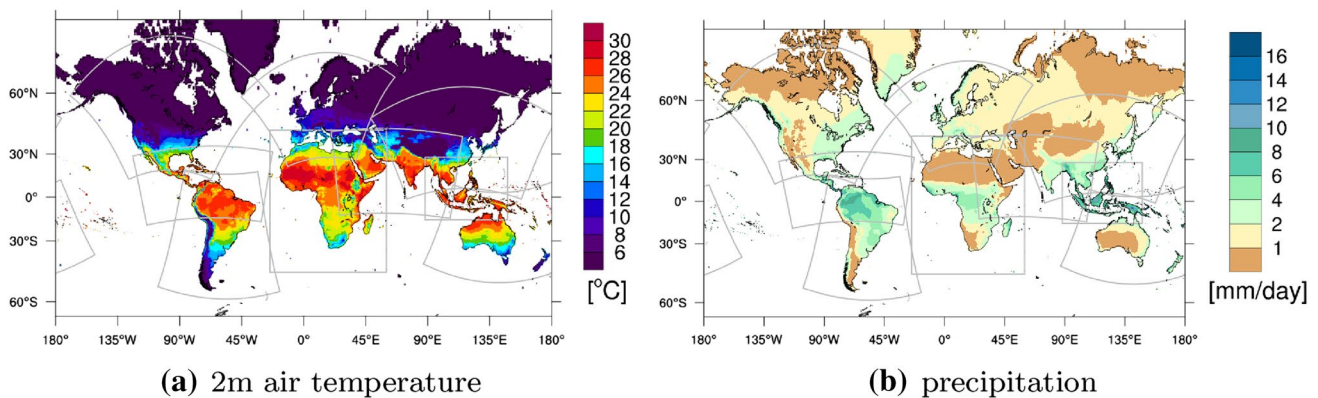 60°N
30°N
0°
30°S
60°S
180° 135°W 90°W 45°W 0°E 45°E 90°E 135°E 180°
30
28
26
24
22
20
18
16
14
12
10
8
6
[°C]
(a) 2m air temperature
60°N
30°N
0°
30°S
60°S
180° 135°W 90°W 45°W 0°E 45°E 90°E 135°E 180°
16
14
12
10
8
6
4
2
1
[mm/day]
(b) precipitation